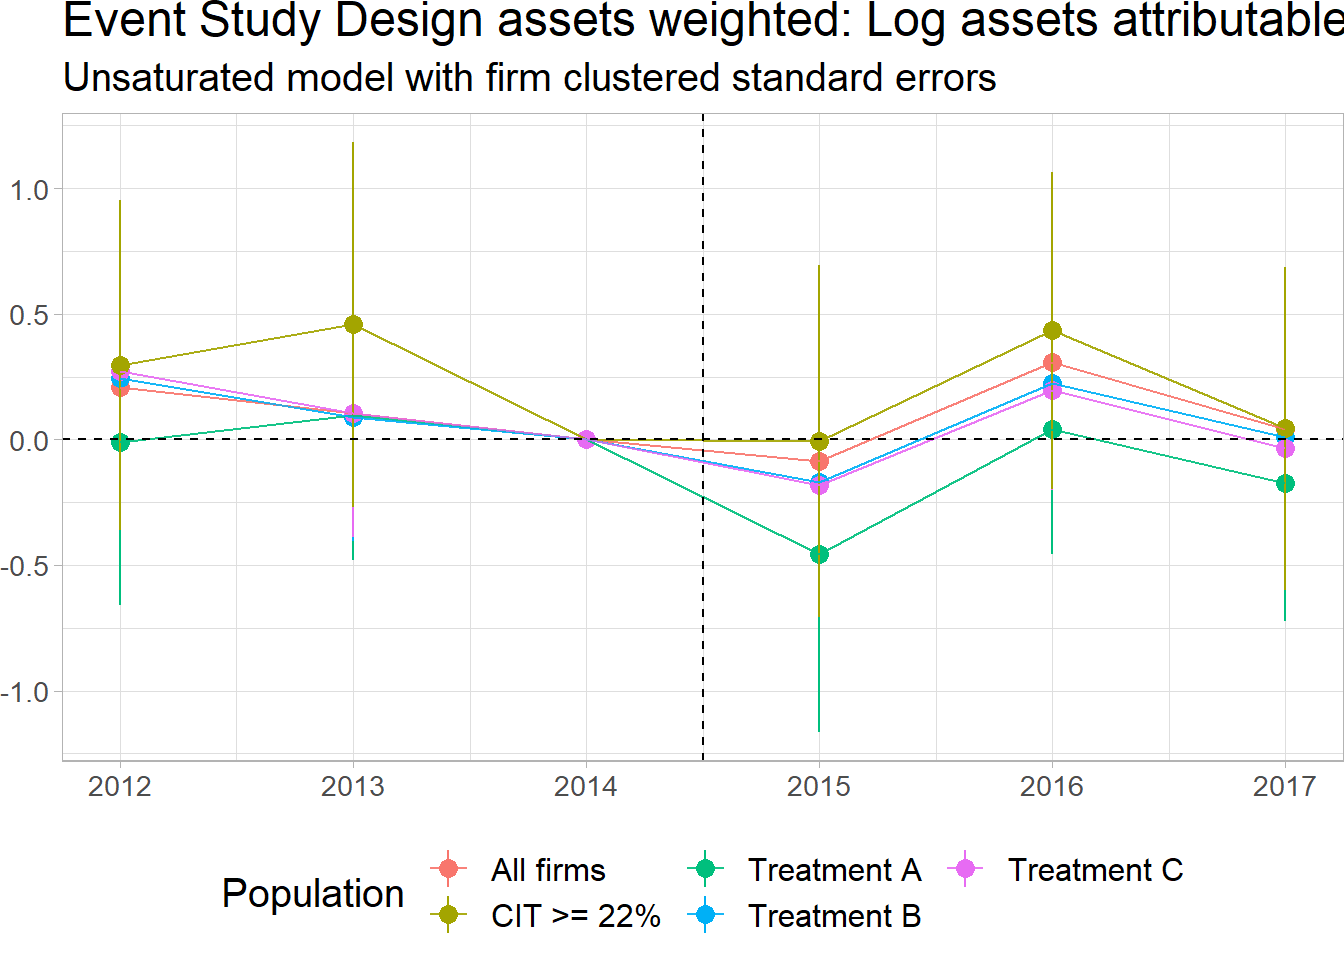 Event Study Design assets weighted: Log assets attributable
Unsaturated model with firm clustered standard errors
1.0
0.5
0.0
-0.5
-1.0
2012 2013 2014 2015 2016 2017
Population
All firms Treatment A Treatment C
CIT >= 22% Treatment B